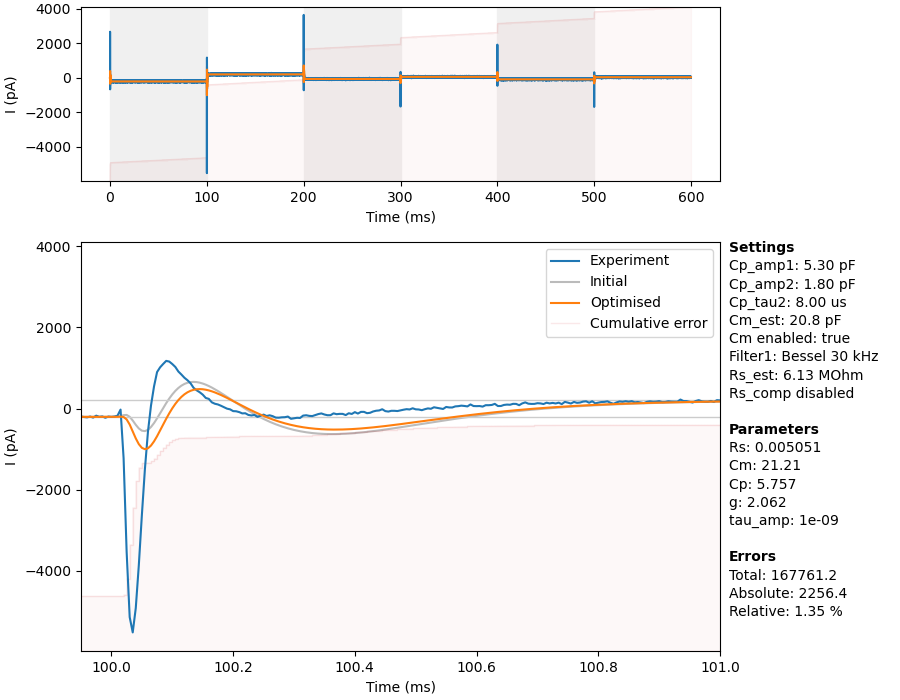 4000
2000
0
−2000
−4000
I (pA)
0 100 200 300 400 500 600
Time (ms)
4000
2000
0
−2000
−4000
I (pA)
100.0 100.2 100.4 100.6 100.8 101.0
Time (ms)
Experiment
Initial
Optimised
Cumulative error
Settings
Cp_amp1: 5.30 pF
Cp_amp2: 1.80 pF
Cp_tau2: 8.00 us
Cm_est: 20.8 pF
Cm enabled: true
Filter1: Bessel 30 kHz
Rs_est: 6.13 MOhm
Rs_comp disabled
Parameters
Rs: 0.005051
Cm: 21.21
Cp: 5.757
g: 2.062
tau_amp: 1e-09
Errors
Total: 167761.2
Absolute: 2256.4
Relative: 1.35 %